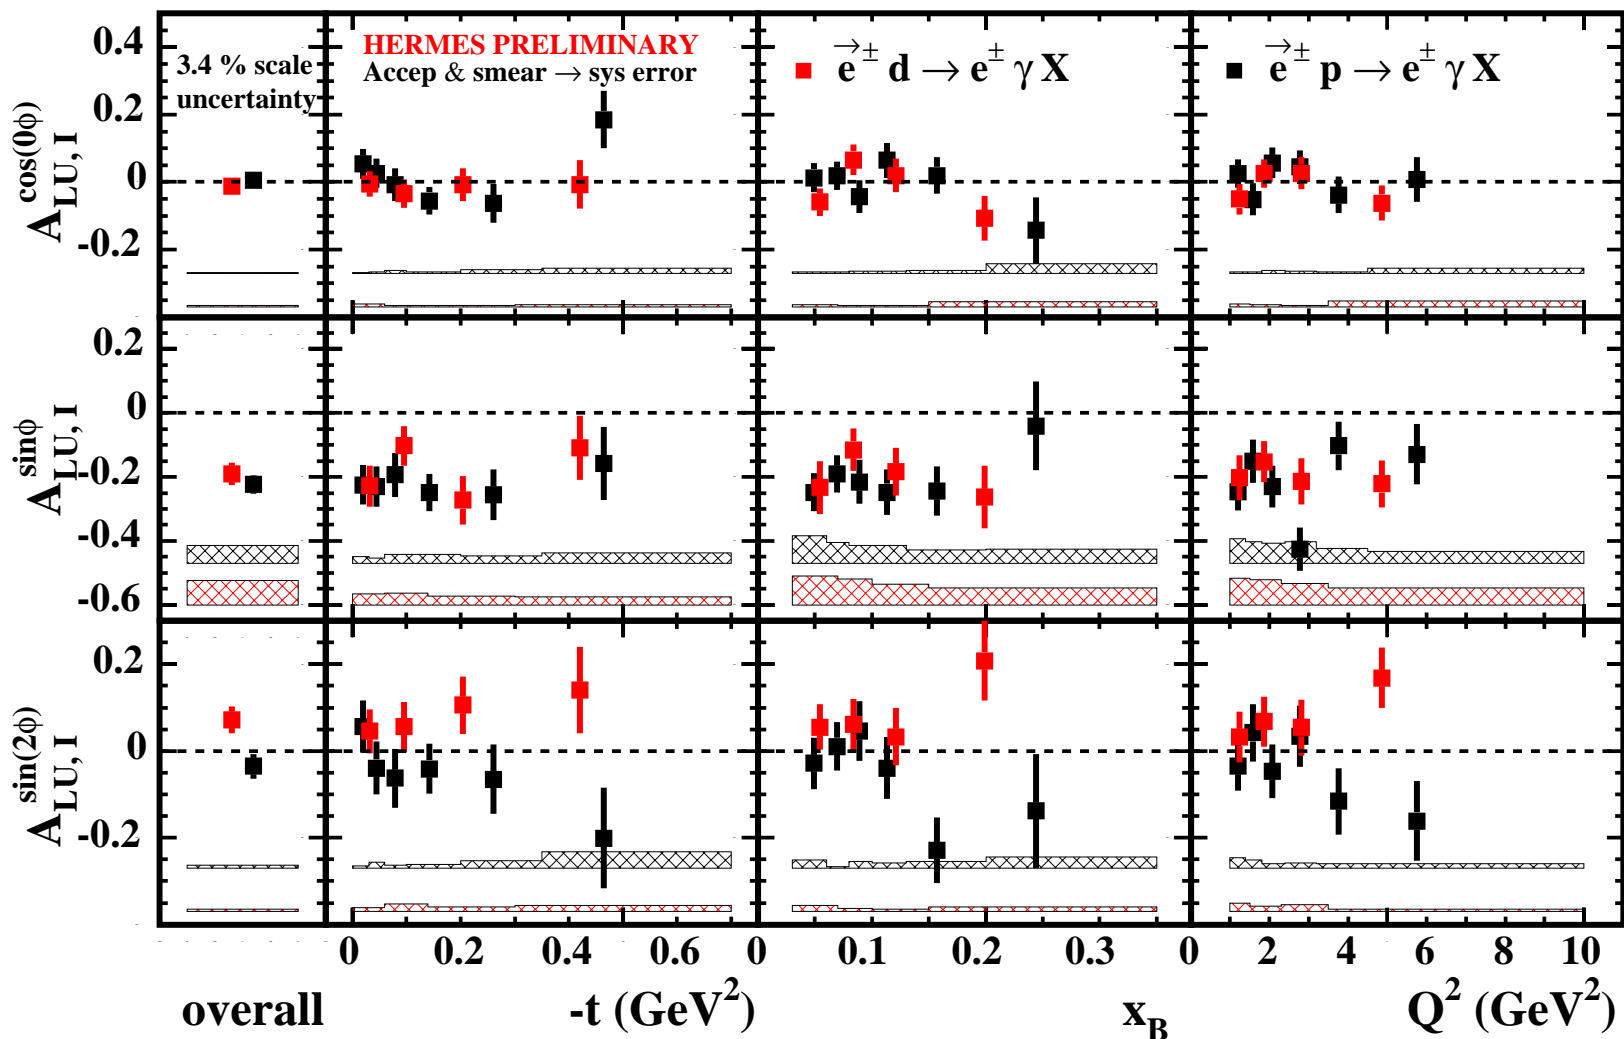 0.4
3.4 % scale
uncertainty
HERMES PRELIMINARY
Accep & smear → sys error
e⃗± d → e± γ X
e⃗± p → e± γ X
0.2
0
-0.2
A_{LU, I}^{cos(0ϕ)}
0.2
0
-0.2
-0.4
-0.6
A_{LU, I}^{sinϕ}
0.2
0
-0.2
A_{LU, I}^{sin(2ϕ)}
0 0.2 0.4 0 0.1 0.2 0.3 0 2 4 6 8 10
overall -t (GeV²) x_B Q² (GeV²)